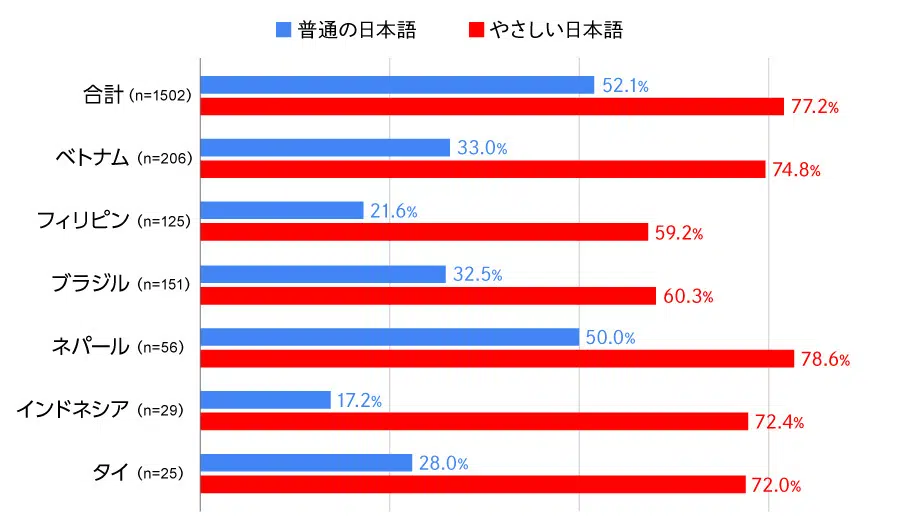 普通の日本語 やさしい日本語
合計 (n=1502) 52.1% 77.2%
ベトナム (n=206) 33.0% 74.8%
フィリピン (n=125) 21.6% 59.2%
ブラジル (n=151) 32.5% 60.3%
ネパール (n=56) 50.0% 78.6%
インドネシア (n=29) 17.2% 72.4%
タイ (n=25) 28.0% 72.0%